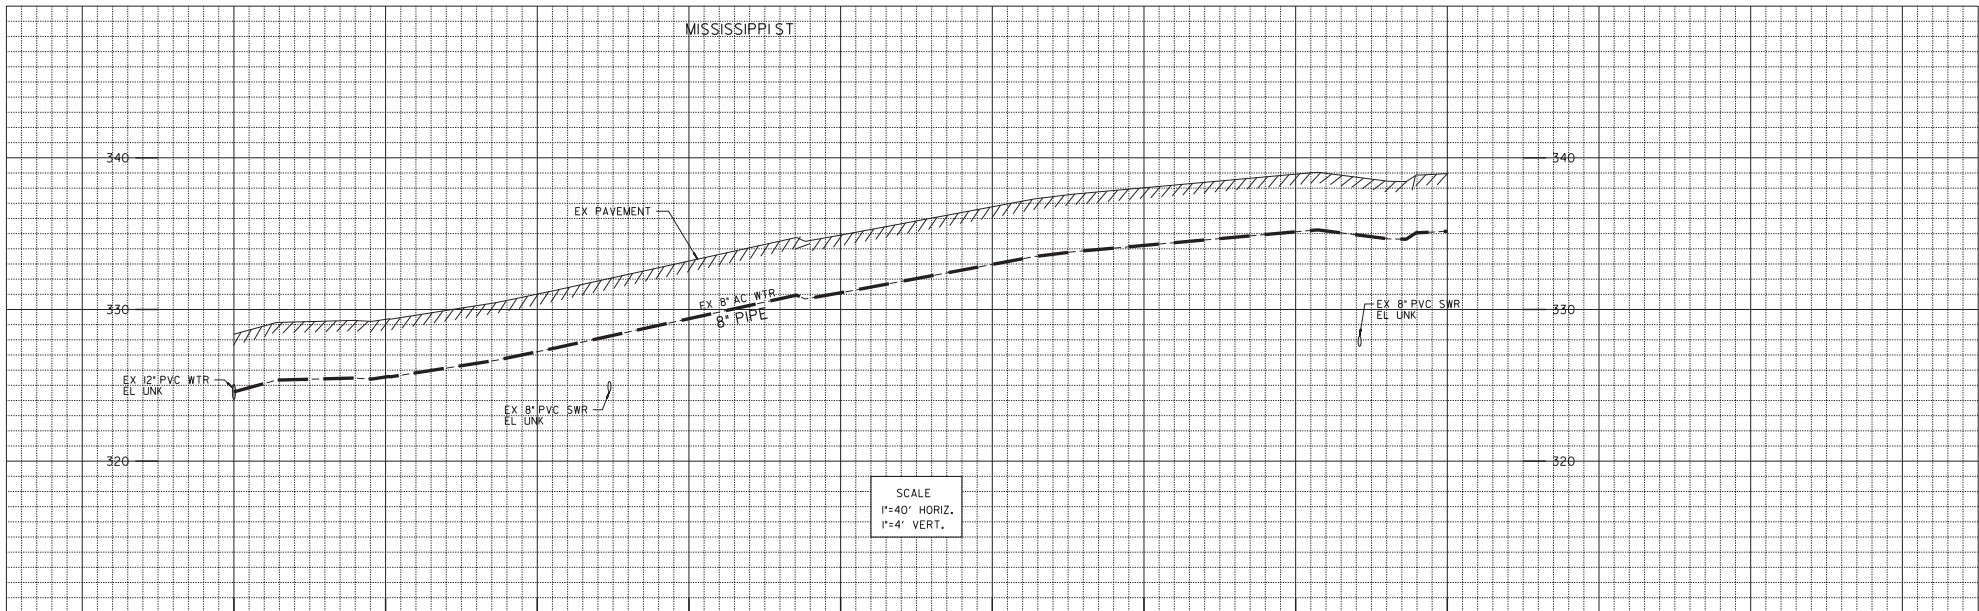 MISSISSIPPI ST
340
340
EX PAVEMENT
EX 8" AC WTR
8" PIPE
330
330
EX 8" PVC SWR
EL UNK
EX 12" PVC WTR
EL UNK
EX 8" PVC SWR
EL UNK
320
320
SCALE
1"=40' HORIZ.
1"=4' VERT.